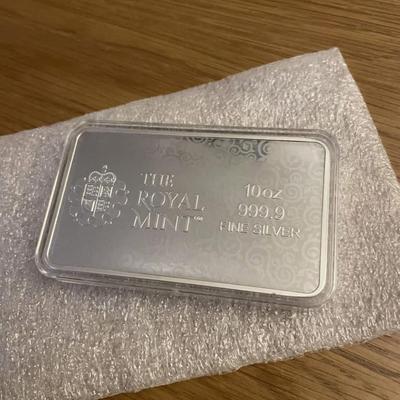 THE
ROYAL
MINT™
10oz
999.9
FINE SILVER